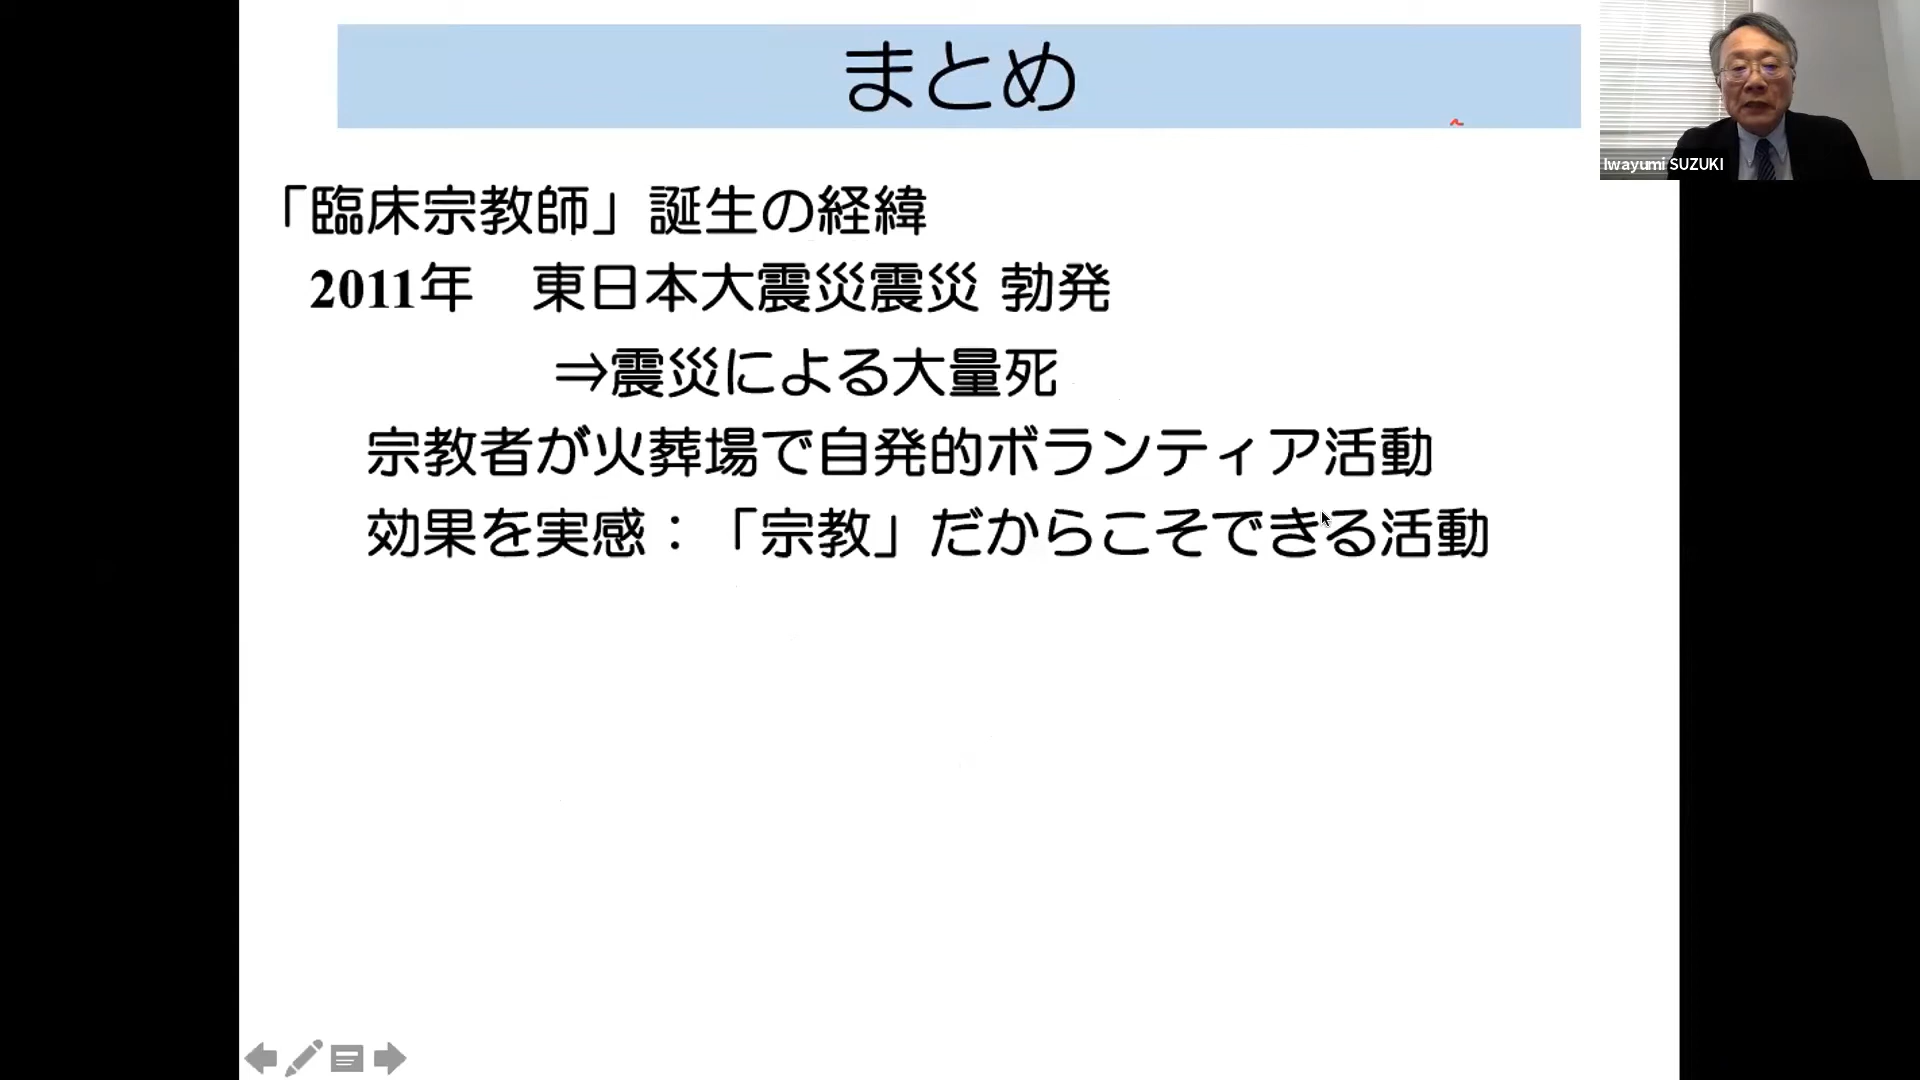 まとめ
Iwayumi SUZUKI
「臨床宗教師」誕生の経緯
2011年　東日本大震災震災 勃発
⇒震災による大量死
宗教者が火葬場で自発的ボランティア活動
効果を実感：「宗教」だからこそできる活動